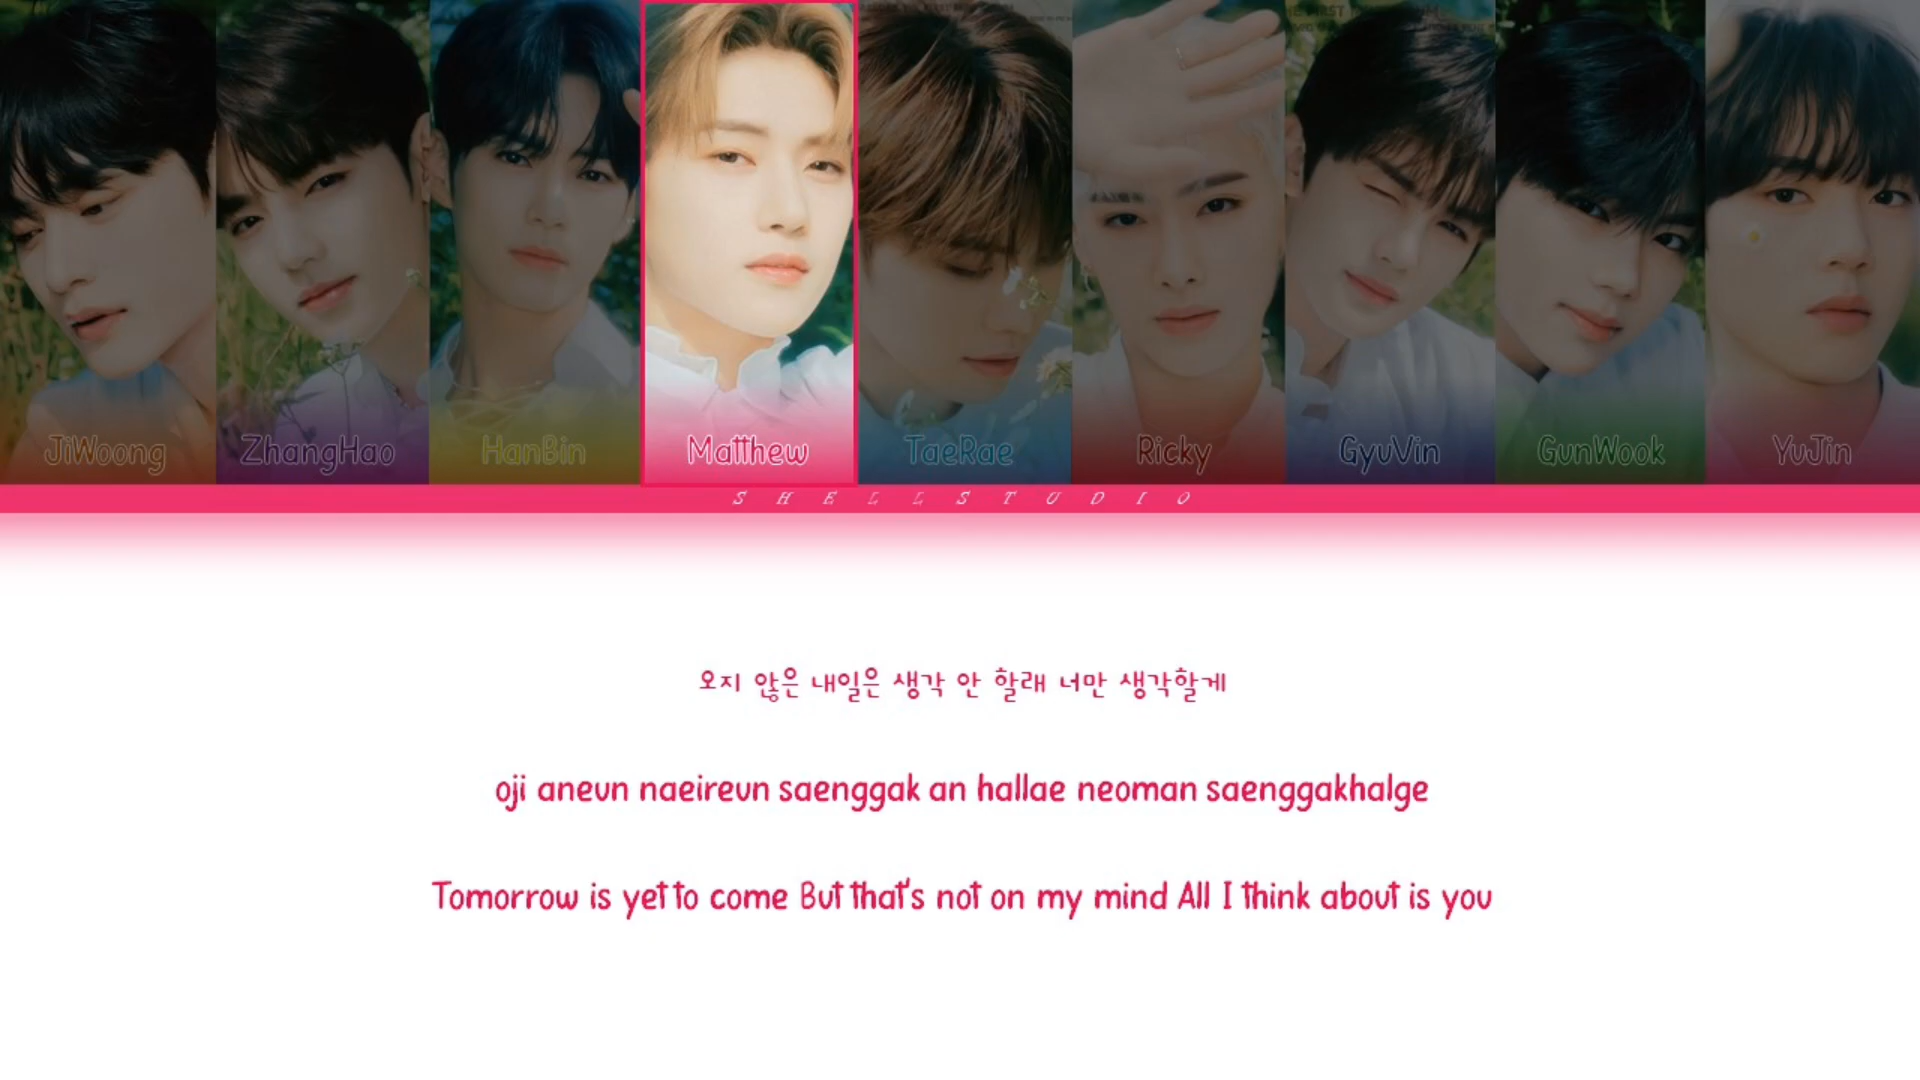 JiWoong
ZhangHao
HanBin
Matthew
TaeRae
Ricky
GyuVin
GunWook
YuJin
SHELLSTUDIO
오지 않은 내일은 생각 안 할래 너만 생각할게
oji aneun naeireun saenggak an hallae neoman saenggakhalge
Tomorrow is yet to come But that's not on my mind All I think about is you